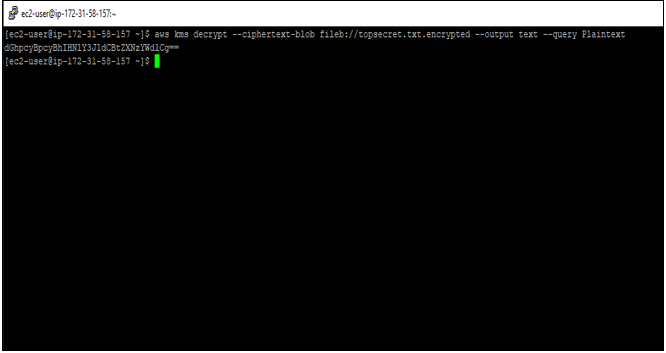 ec2-user@ip-172-31-58-157:~
[ec2-user@ip-172-31-58-157 ~]$ aws kms decrypt --ciphertext-blob fileb://topsecret.txt.encrypted --output text --query Plaintext
dGhpcyBpcyBhIHNlY3JldCBtZXNzYWdlCg==
[ec2-user@ip-172-31-58-157 ~]$